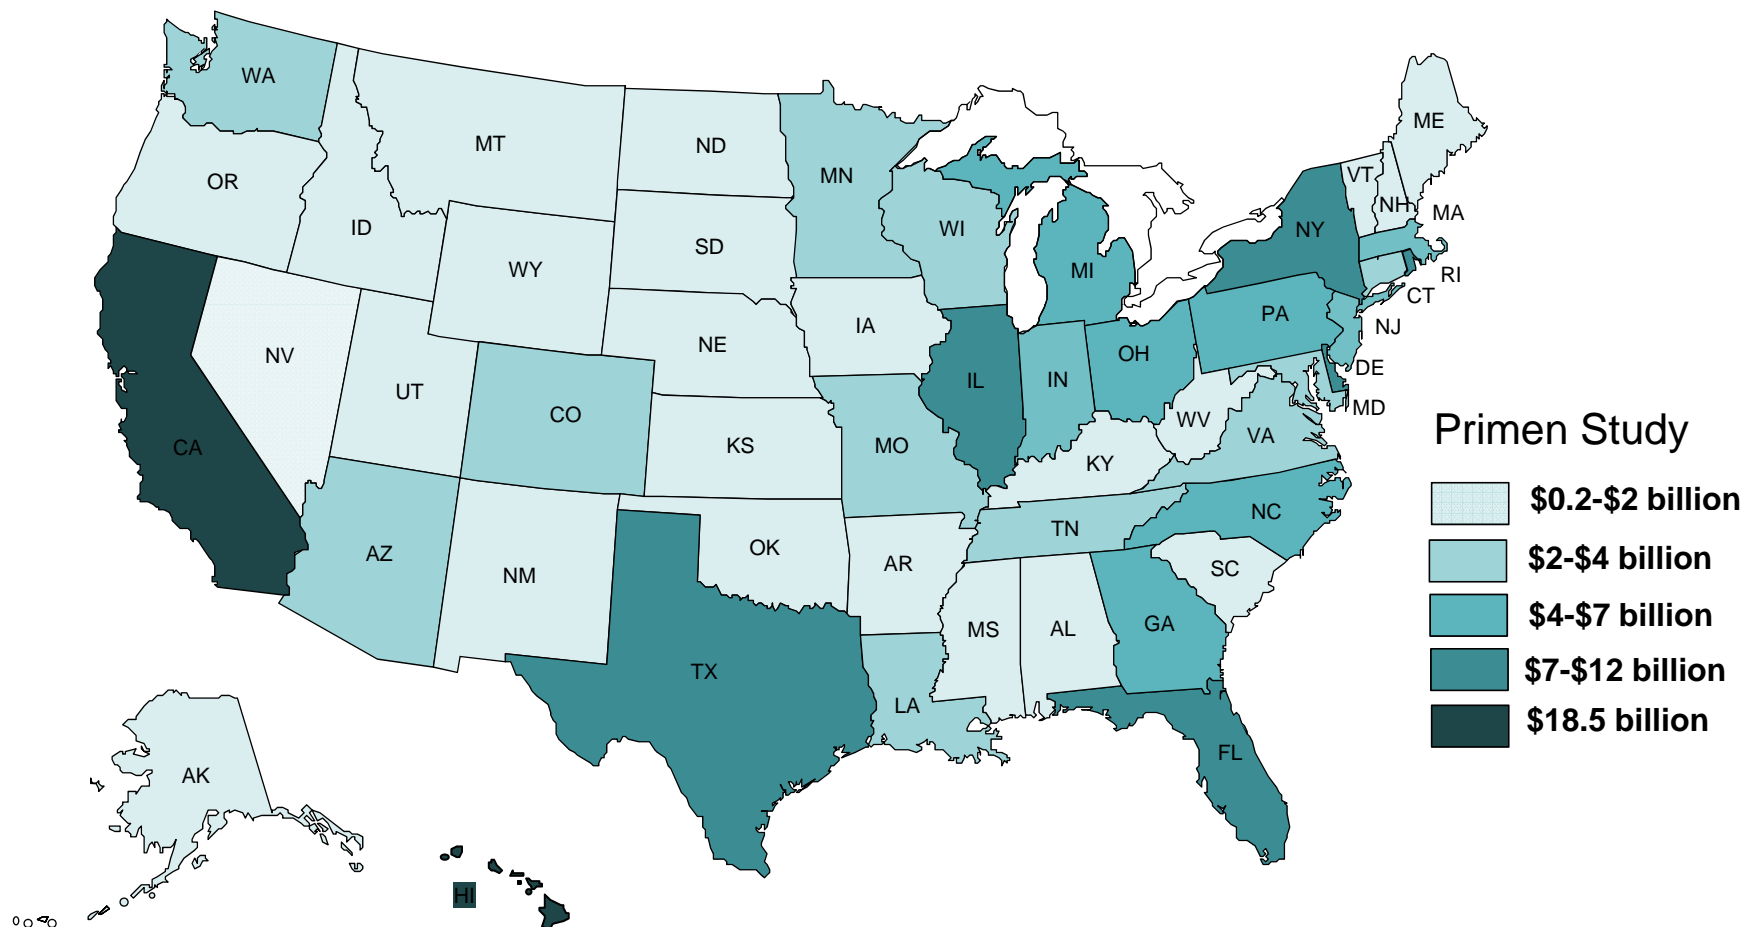 WA
MT
ND
ME
OR
MN
VT
NH
MA
ID
WI
NY
SD
WY
MI
RI
CT
PA
IA
NJ
NE
OH
NV
DE
IL
IN
UT
MD
CO
WV
Primen Study
VA
CA
KS
MO
KY
$0.2-$2 billion
NC
TN
OK
AZ
$2-$4 billion
AR
SC
NM
$4-$7 billion
GA
MS
AL
TX
$7-$12 billion
LA
$18.5 billion
FL
AK
HI